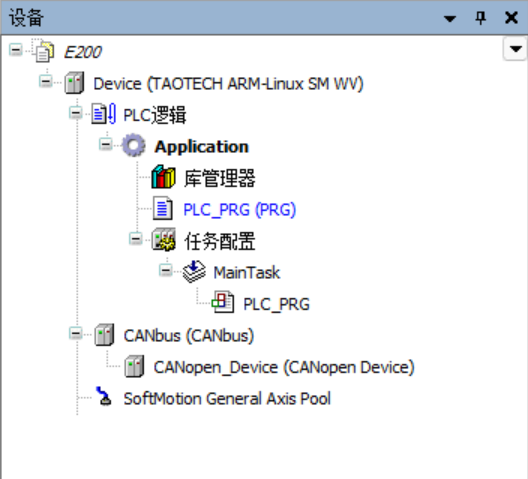 设备
E200
Device (TAOTECH ARM-Linux SM WV)
PLC逻辑
Application
库管理器
PLC_PRG (PRG)
任务配置
MainTask
PLC_PRG
CANbus (CANbus)
CANopen_Device (CANopen Device)
SoftMotion General Axis Pool